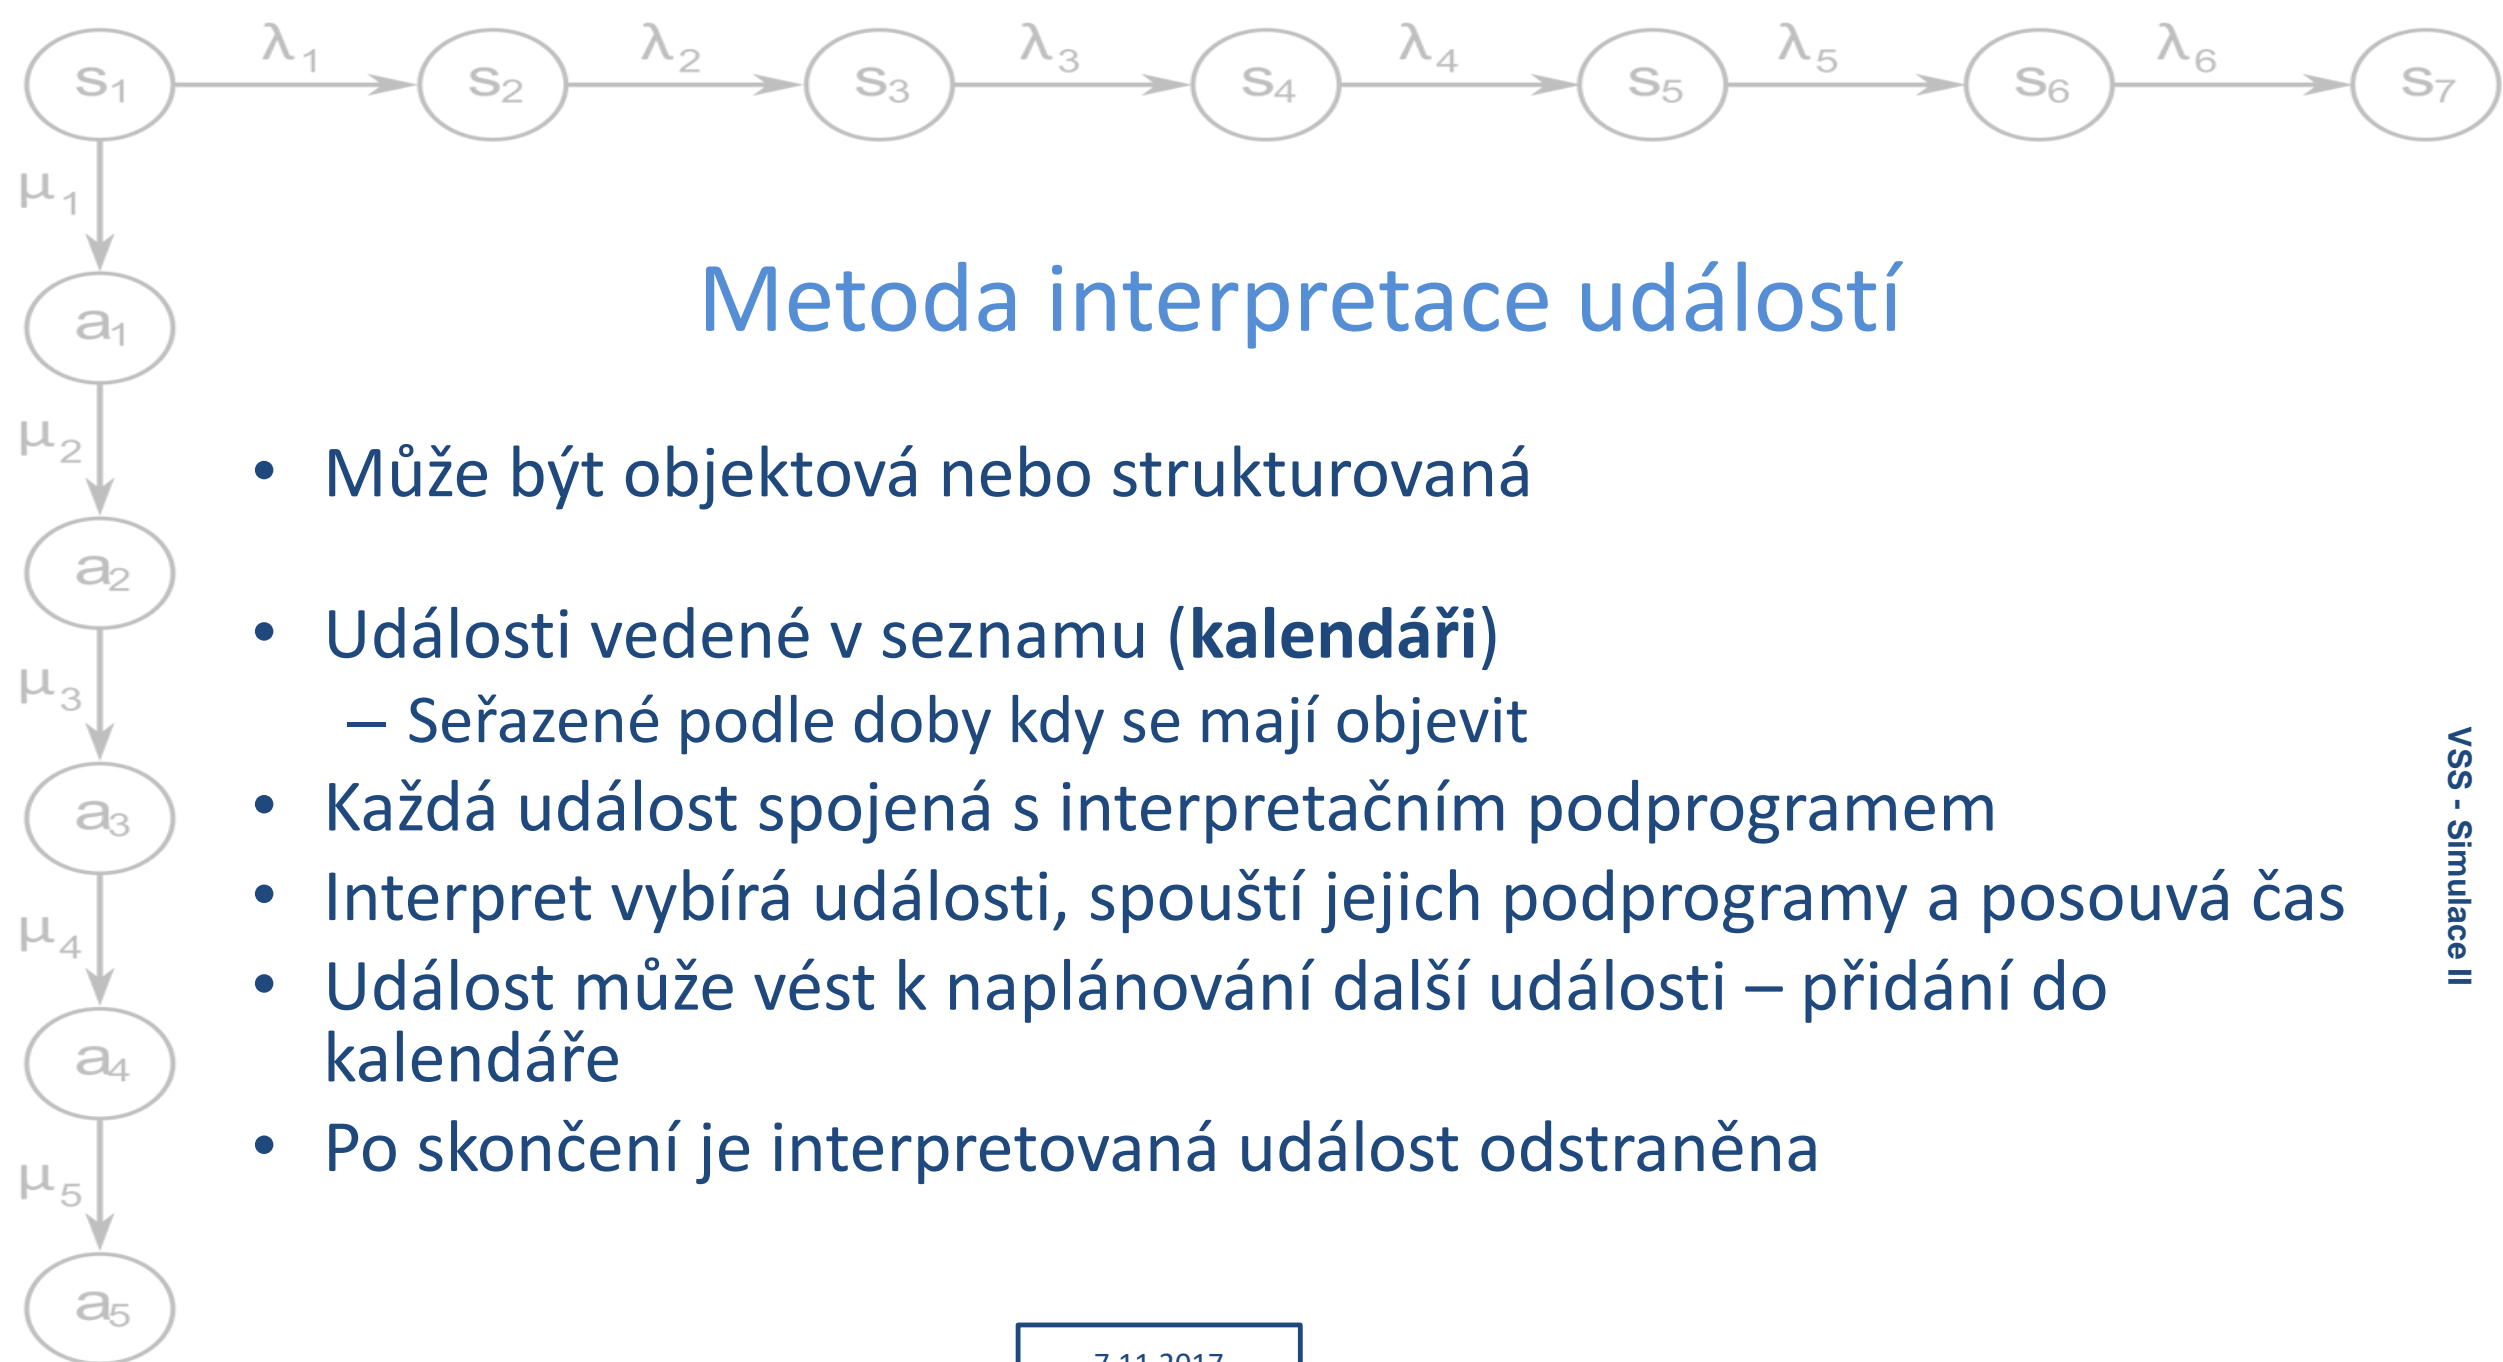 s1 λ1 s2 λ2 s3 λ3 s4 λ4 s5 λ5 s6 λ6 s7
μ1
a1
μ2
a2
μ3
a3
μ4
a4
μ5
a5
Metoda interpretace událostí
• Může být objektová nebo strukturovaná
• Události vedené v seznamu (kalendáři)
– Seřazené podle doby kdy se mají objevit
• Každá událost spojená s interpretačním podprogramem
• Interpret vybírá události, spouští jejich podprogramy a posouvá čas
• Událost může vést k naplánování další události – přidání do
kalendáře
• Po skončení je interpretovaná událost odstraněna
VSS - Simulace II
7.11.2017